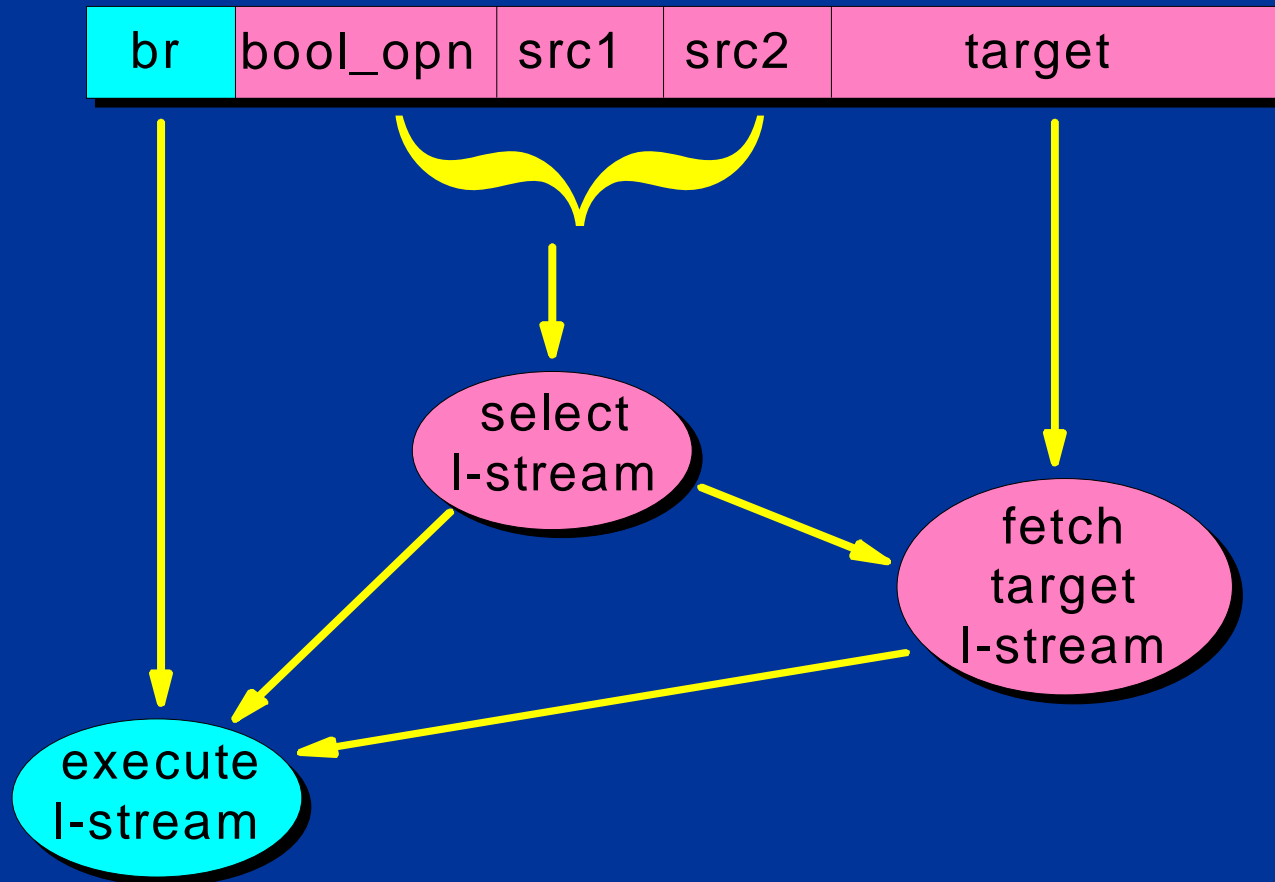 br bool_opn src1 src2 target
select
I-stream
fetch
target
I-stream
execute
I-stream